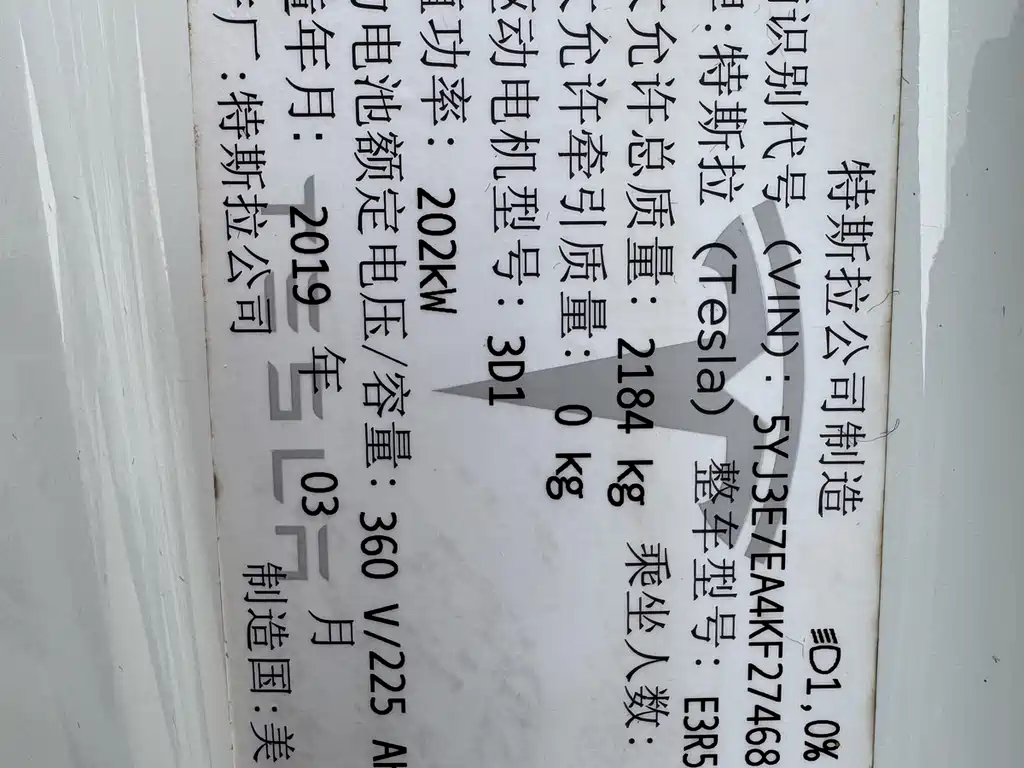 特斯拉公司制造 D1,0%
识别代号 (VIN): 5YJ3E7EA4KF27468
:特斯拉 (Tesla) 整车型号: E3R5
允许总质量: 2184 kg 乘坐人数:
允许牵引质量: 0 kg
动电机型号: 3D1
功率: 202kW
电池额定电压/容量: 360 V/225 A
年月: 2019 年 03 月
厂:特斯拉公司 制造国:美
TESLA